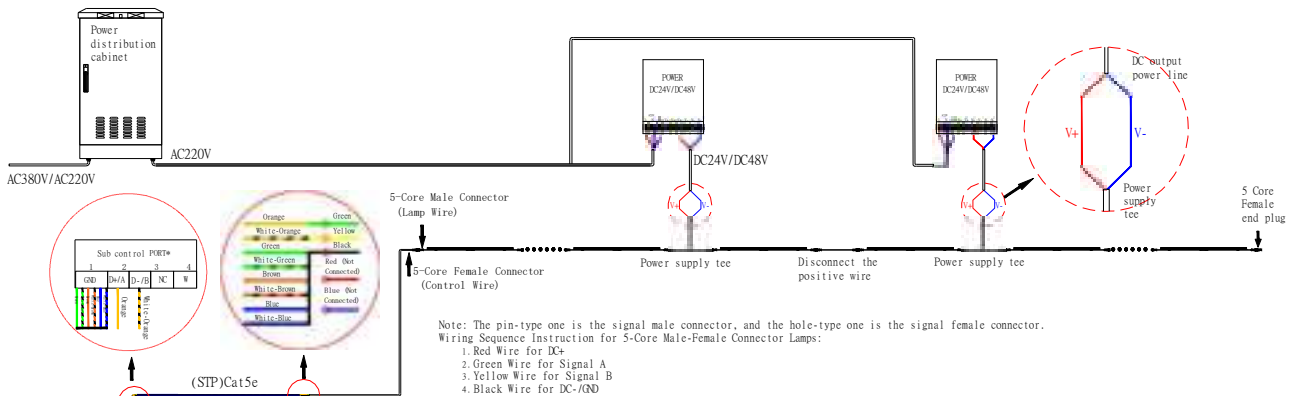 Power
distribution
cabinet
AC220V
AC380V/AC220V
POWER
DC24V/DC48V
DC24V/DC48V
V+
V-
POWER
DC24V/DC48V
V+
V-
DC output
power line
V+
V-
Power
supply
tee
5 Core
Female
end plug
5-Core Male Connector
(Lamp Wire)
5-Core Female Connector
(Control Wire)
Power supply tee
Disconnect the
positive wire
Power supply tee
Sub control PORT*
1 2 3 4
GND D+/A D-/B NC W
Orange
White-Orange
Orange
White-Orange
Green
White-Green
Brown
White-Brown
Blue
White-Blue
Green
Yellow
Black
Red (Not
Connected)
Blue (Not
Connected)
(STP)Cat5e
Note: The pin-type one is the signal male connector, and the hole-type one is the signal female connector.
Wiring Sequence Instruction for 5-Core Male-Female Connector Lamps:
1. Red Wire for DC+
2. Green Wire for Signal A
3. Yellow Wire for Signal B
4. Black Wire for DC-/GND